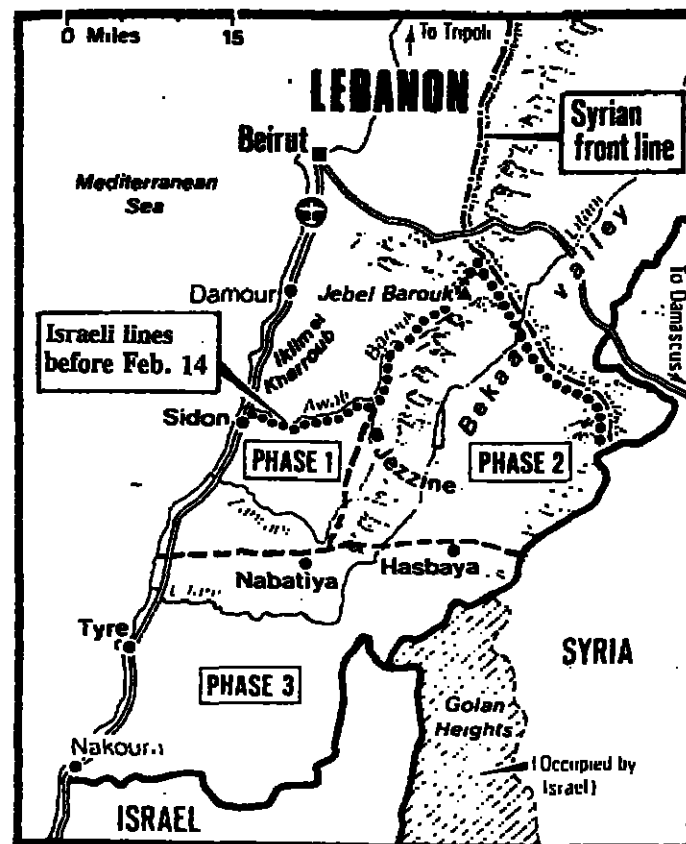 0 Miles 15
To Tripoli
LEBANON
Syrian
front line
Beirut
Mediterranean
Sea
Litani
Valley
Damour
Jebel Barouk
To Damascus
Israeli lines
before Feb. 14
Iklim el
Kharroub
Barouk
Awali
Bekaa
Sidon
PHASE 1
Jezzine
PHASE 2
Nabatiya
Hasbaya
Tyre
SYRIA
PHASE 3
Golan
Heights
Nakoura
(Occupied by
Israel)
ISRAEL